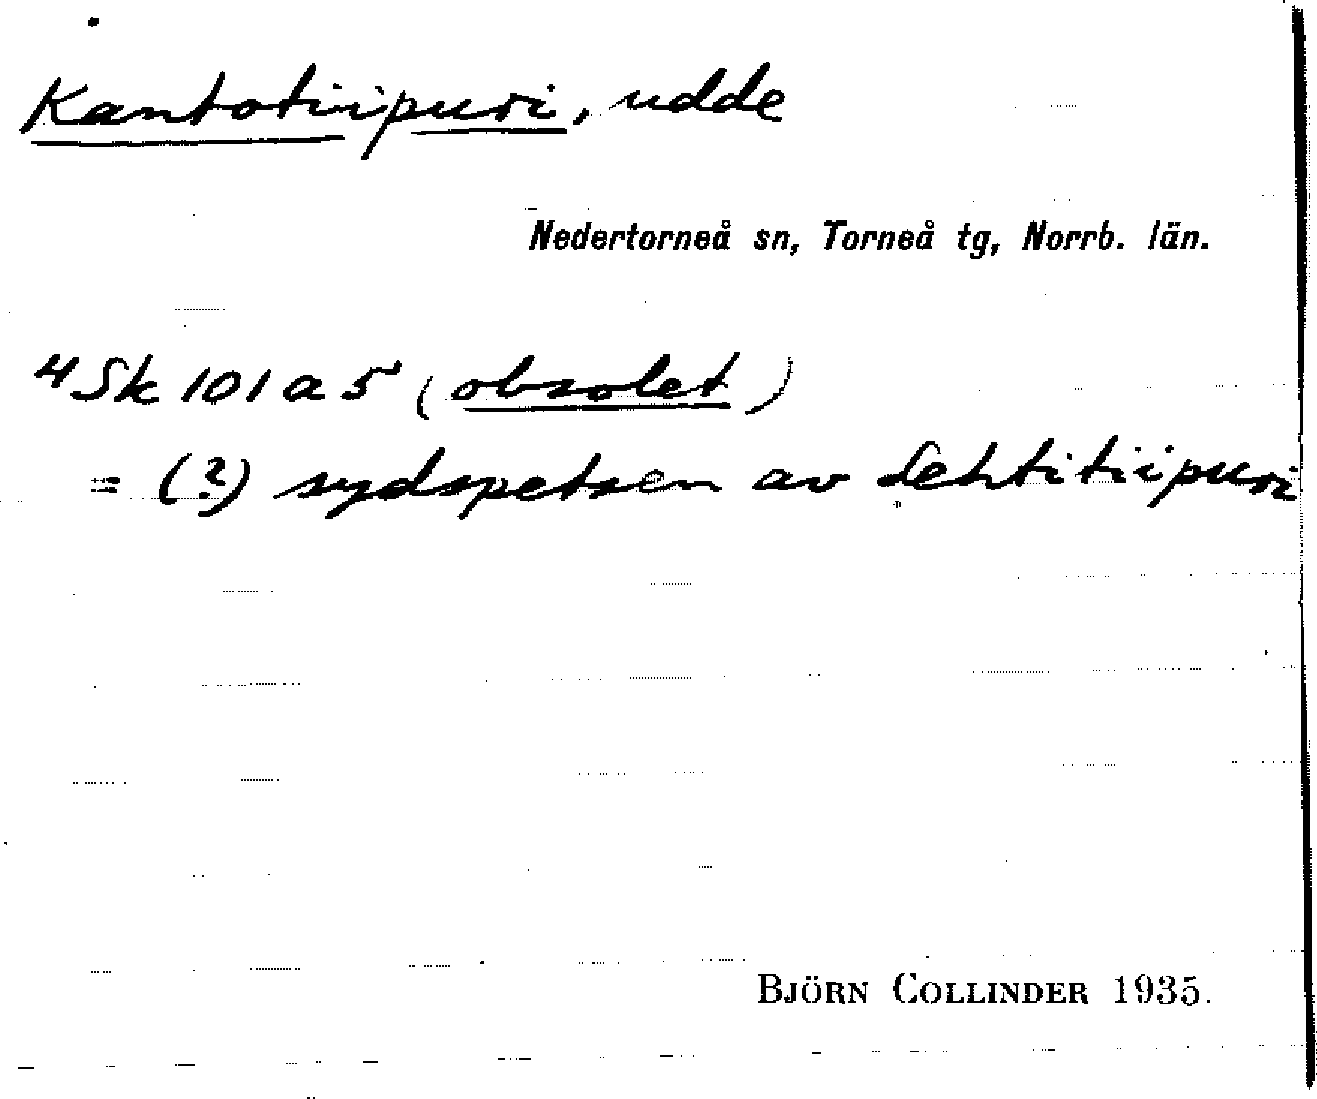 Kantotiipuri, udde
Nedertorneå sn, Torneå tg, Norrb. län.
4 Sk 101 a 5 (obsolet)
= (?) sydspetsen av Lehtitiipuri
BJÖRN COLLINDER 1935.